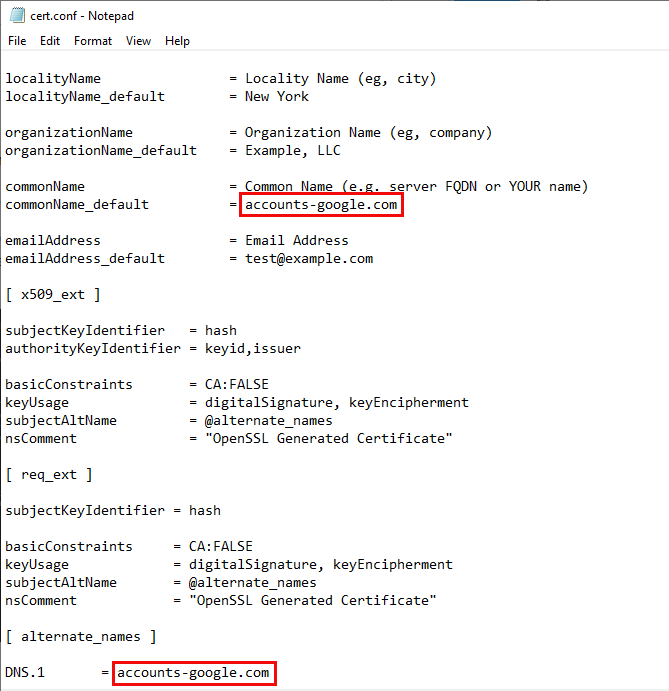 cert.conf - Notepad
File Edit Format View Help
localityName = Locality Name (eg, city)
localityName_default = New York
organizationName = Organization Name (eg, company)
organizationName_default = Example, LLC
commonName = Common Name (e.g. server FQDN or YOUR name)
commonName_default = accounts-google.com
emailAddress = Email Address
emailAddress_default = test@example.com
[ x509_ext ]
subjectKeyIdentifier = hash
authorityKeyIdentifier = keyid,issuer
basicConstraints = CA:FALSE
keyUsage = digitalSignature, keyEncipherment
subjectAltName = @alternate_names
nsComment = "OpenSSL Generated Certificate"
[ req_ext ]
subjectKeyIdentifier = hash
basicConstraints = CA:FALSE
keyUsage = digitalSignature, keyEncipherment
subjectAltName = @alternate_names
nsComment = "OpenSSL Generated Certificate"
[ alternate_names ]
DNS.1 = accounts-google.com